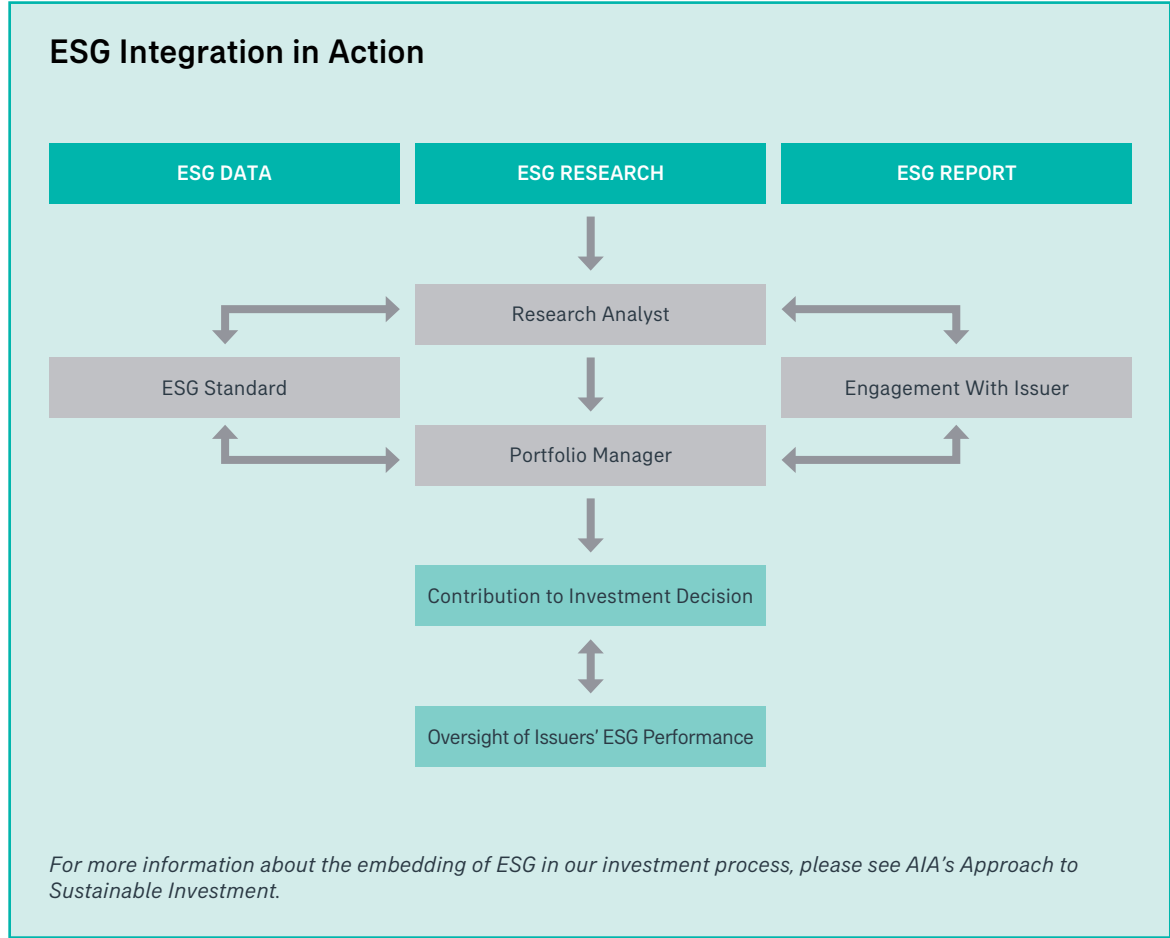 ESG Integration in Action
ESG DATA
ESG RESEARCH
ESG REPORT
Research Analyst
ESG Standard
Engagement With Issuer
Portfolio Manager
Contribution to Investment Decision
Oversight of Issuers’ ESG Performance
For more information about the embedding of ESG in our investment process, please see AIA’s Approach to
Sustainable Investment.